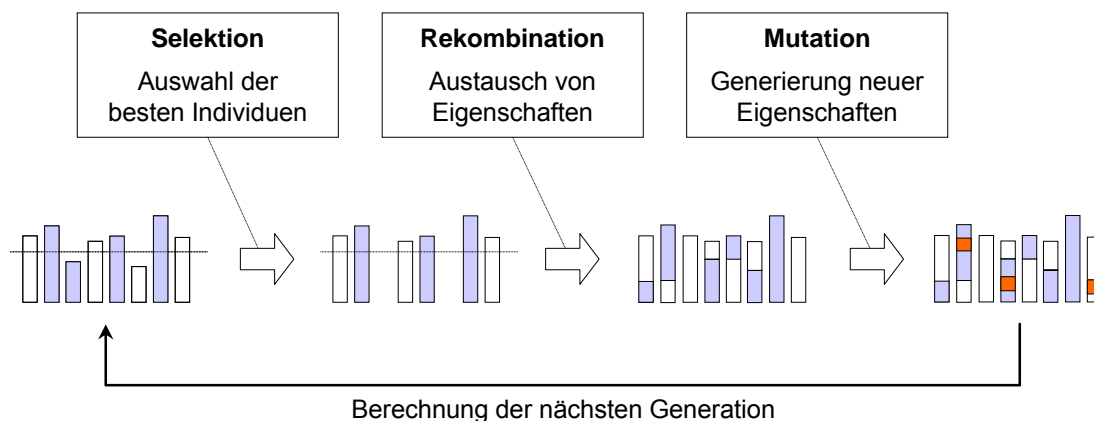 Selektion
Auswahl der
besten Individuen
Rekombination
Austausch von
Eigenschaften
Mutation
Generierung neuer
Eigenschaften
Berechnung der nächsten Generation